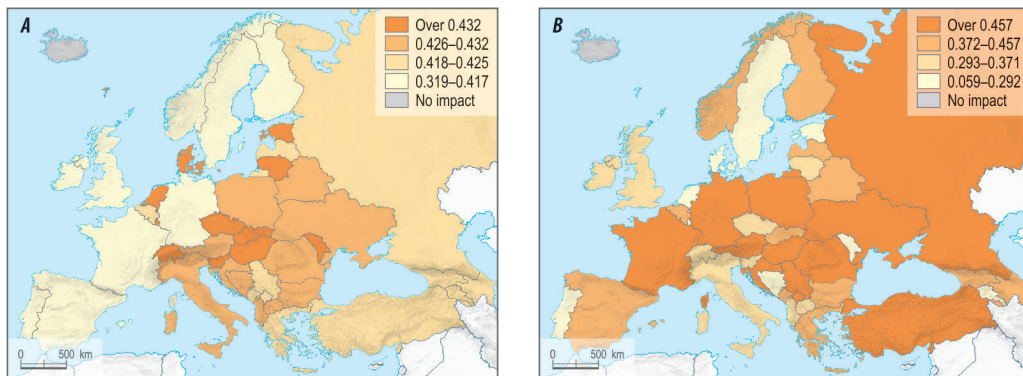 A
Over 0.432
0.426–0.432
0.418–0.425
0.319–0.417
No impact
0 500 km
B
Over 0.457
0.372–0.457
0.293–0.371
0.059–0.292
No impact
0 500 km